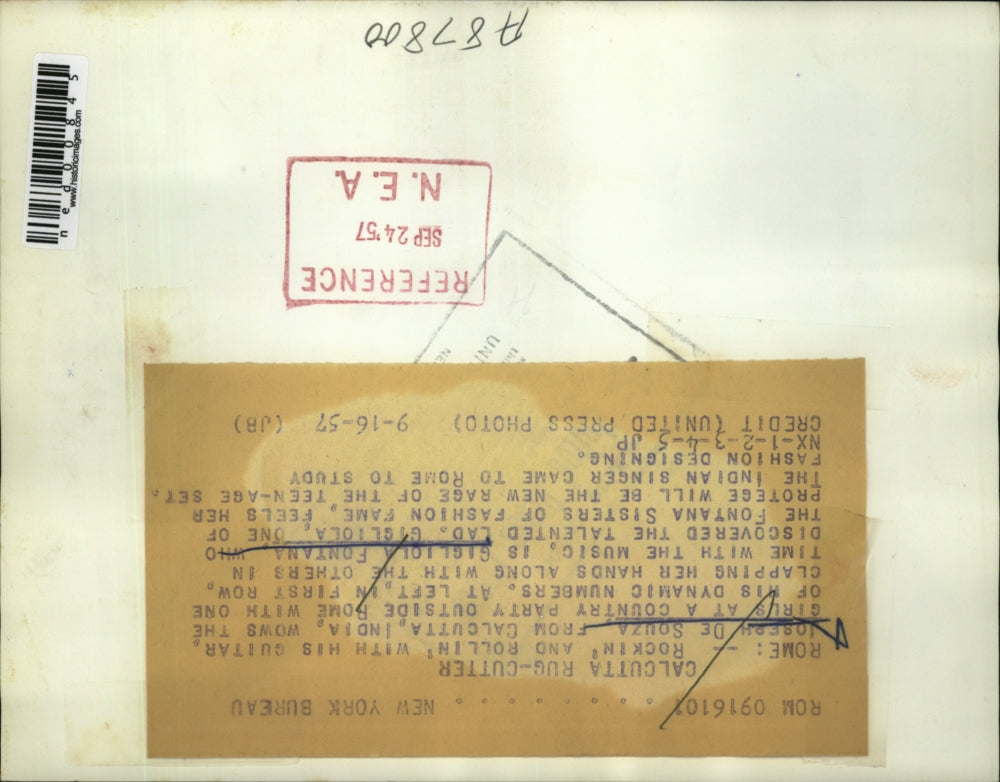 A87800
ned00845
www.historicimages.com
REFERENCE
SEP 24 '57
N.E.A.
ROM 0916101 . . . . . . . . . NEW YORK BUREAU
CALCUTTA RUG-CUTTER
ROME: -- ROCKIN' AND ROLLIN' WITH HIS GUITAR,
JOSEPH DE SOUZA, FROM CALCUTTA, INDIA, WOWS THE
GIRLS AT A COUNTRY PARTY OUTSIDE ROME WITH ONE
OF HIS DYNAMIC NUMBERS. AT LEFT, IN FIRST ROW,
CLAPPING HER HANDS ALONG WITH THE OTHERS IN
TIME WITH THE MUSIC, IS GIGLIOLA FONTANA WHO
DISCOVERED THE TALENTED LAD. GIGLIOLA, ONE OF
THE FONTANA SISTERS OF FASHION FAME, FEELS HER
PROTEGE WILL BE THE NEW RAGE OF THE TEEN-AGE SET.
THE INDIAN SINGER CAME TO ROME TO STUDY
FASHION DESIGNING.
NX-1-2-3-4-5 JP
CREDIT (UNITED PRESS PHOTO) 9-16-57 (JB)